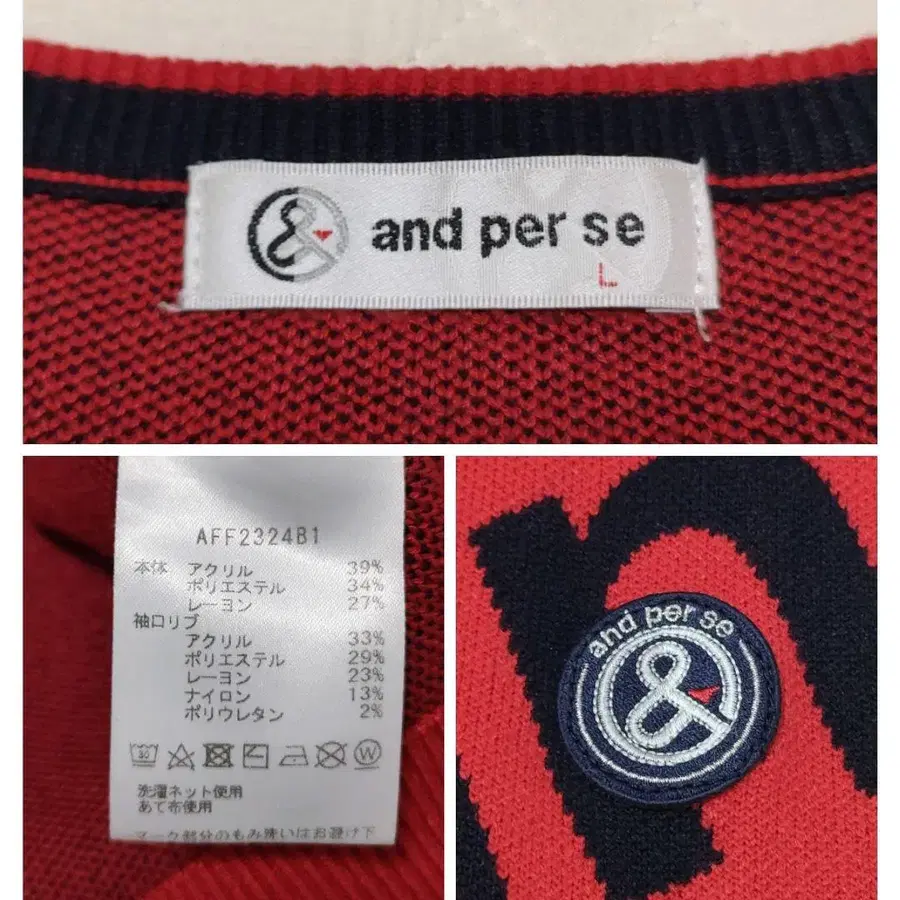 & and per se
L
AFF2324B1
本体 アクリル 39%
ポリエステル 34%
レーヨン 27%
袖口リブ
アクリル 33%
ポリエステル 29%
レーヨン 23%
ナイロン 13%
ポリウレタン 2%
W
洗濯ネット使用
あて布使用
マーク部分のもみ洗いはお避け下
and per se
&